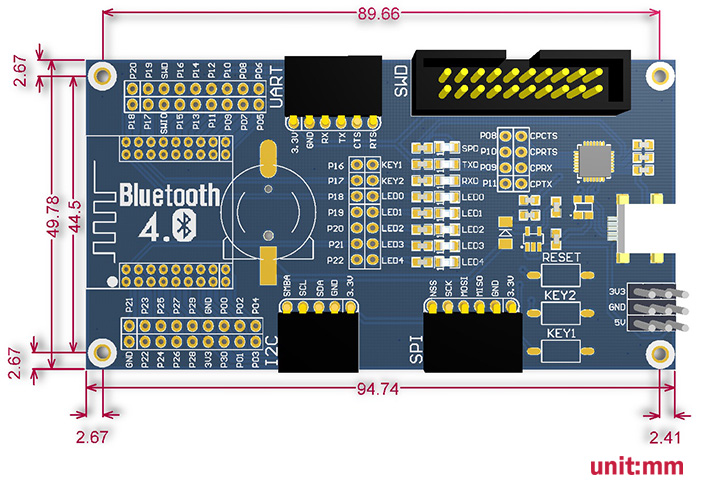 89.66
2.67
49.78
44.5
2.67
94.74
2.67
2.41
unit:mm
P20 P19 SWD P16 P14 P12 P10 P08 P06
P18 P17 SWIO P15 P13 P11 P09 P07 P05
UART
3.3V GND RX TX CTS RTS
SWD
P08 CPCTS
P10 CPRTS
P09 CPRX
P11 CPTX
SPD
TXD
RXD
LED0
LED1
LED2
LED3
LED4
P16 KEY1
P17 KEY2
P18 LED0
P19 LED1
P20 LED2
P21 LED3
P22 LED4
Bluetooth
4.0
RESET
KEY2
KEY1
3V3
GND
5V
SMBA SCL SDA GND 3.3V
I2C
NSS SCK MOSI MISO GND 3.3V
SPI
P21 P23 P25 P27 P29 GND P00 P02 P04
GND P22 P24 P26 P28 3V3 P30 P01 P03